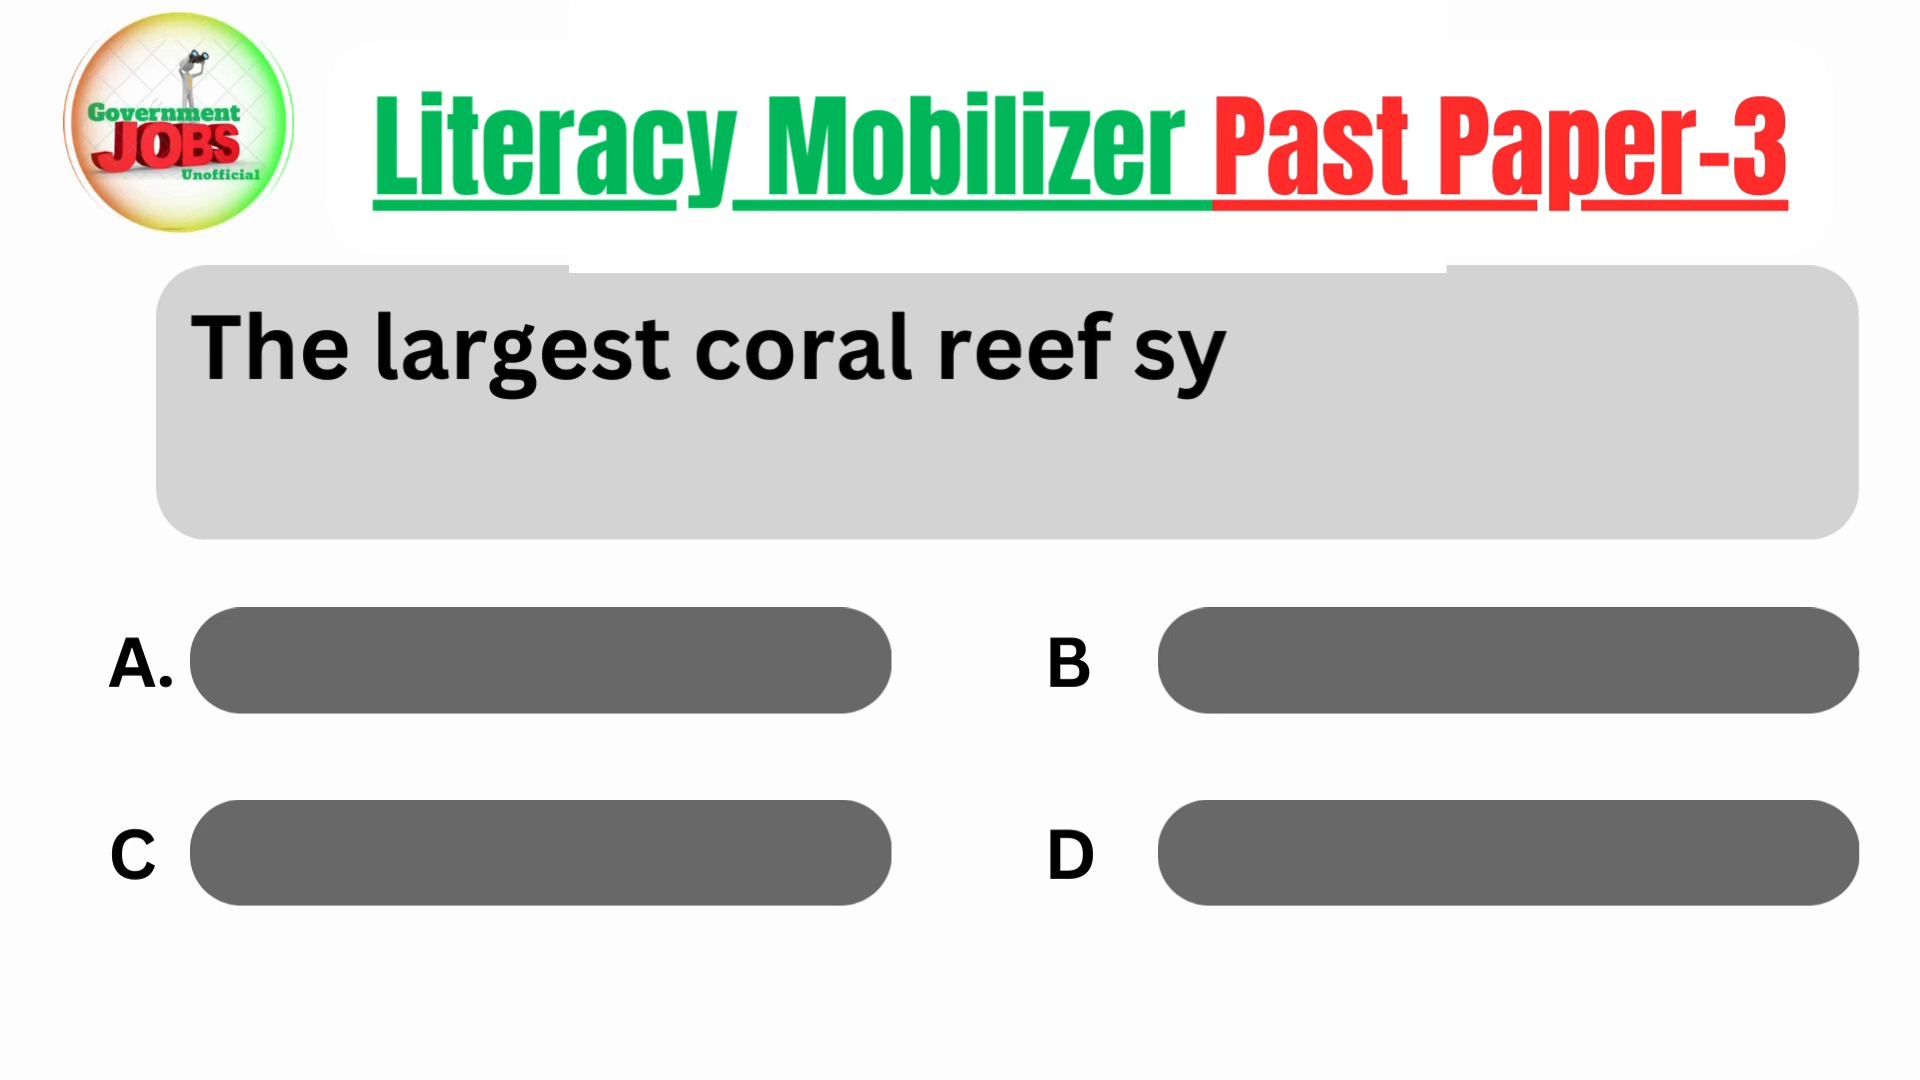 Government
JOBS
Unofficial
Literacy Mobilizer Past Paper-3
The largest coral reef sy
A.
B
C
D